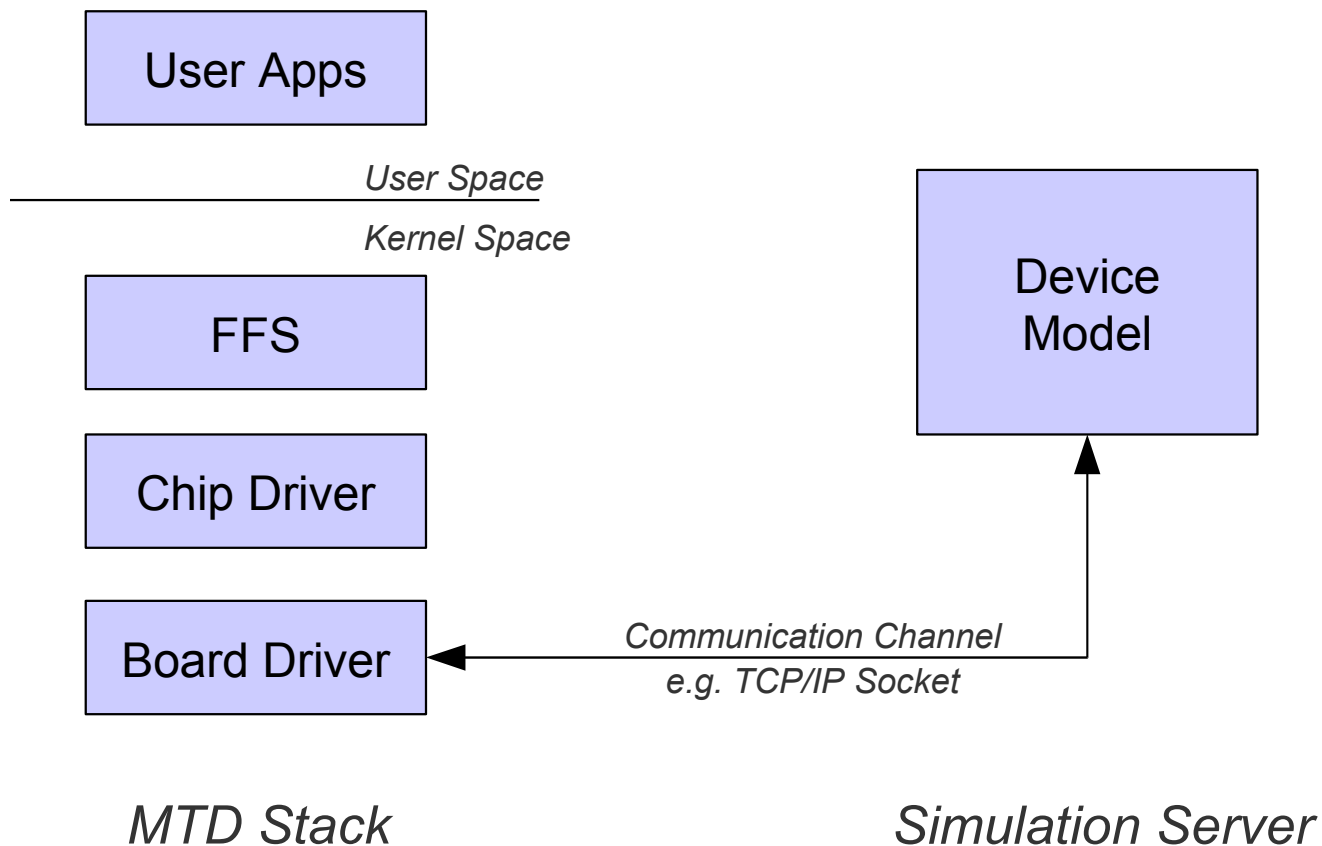 User Apps
User Space
Kernel Space
FFS
Chip Driver
Board Driver
Communication Channel
e.g. TCP/IP Socket
Device
Model
MTD Stack
Simulation Server